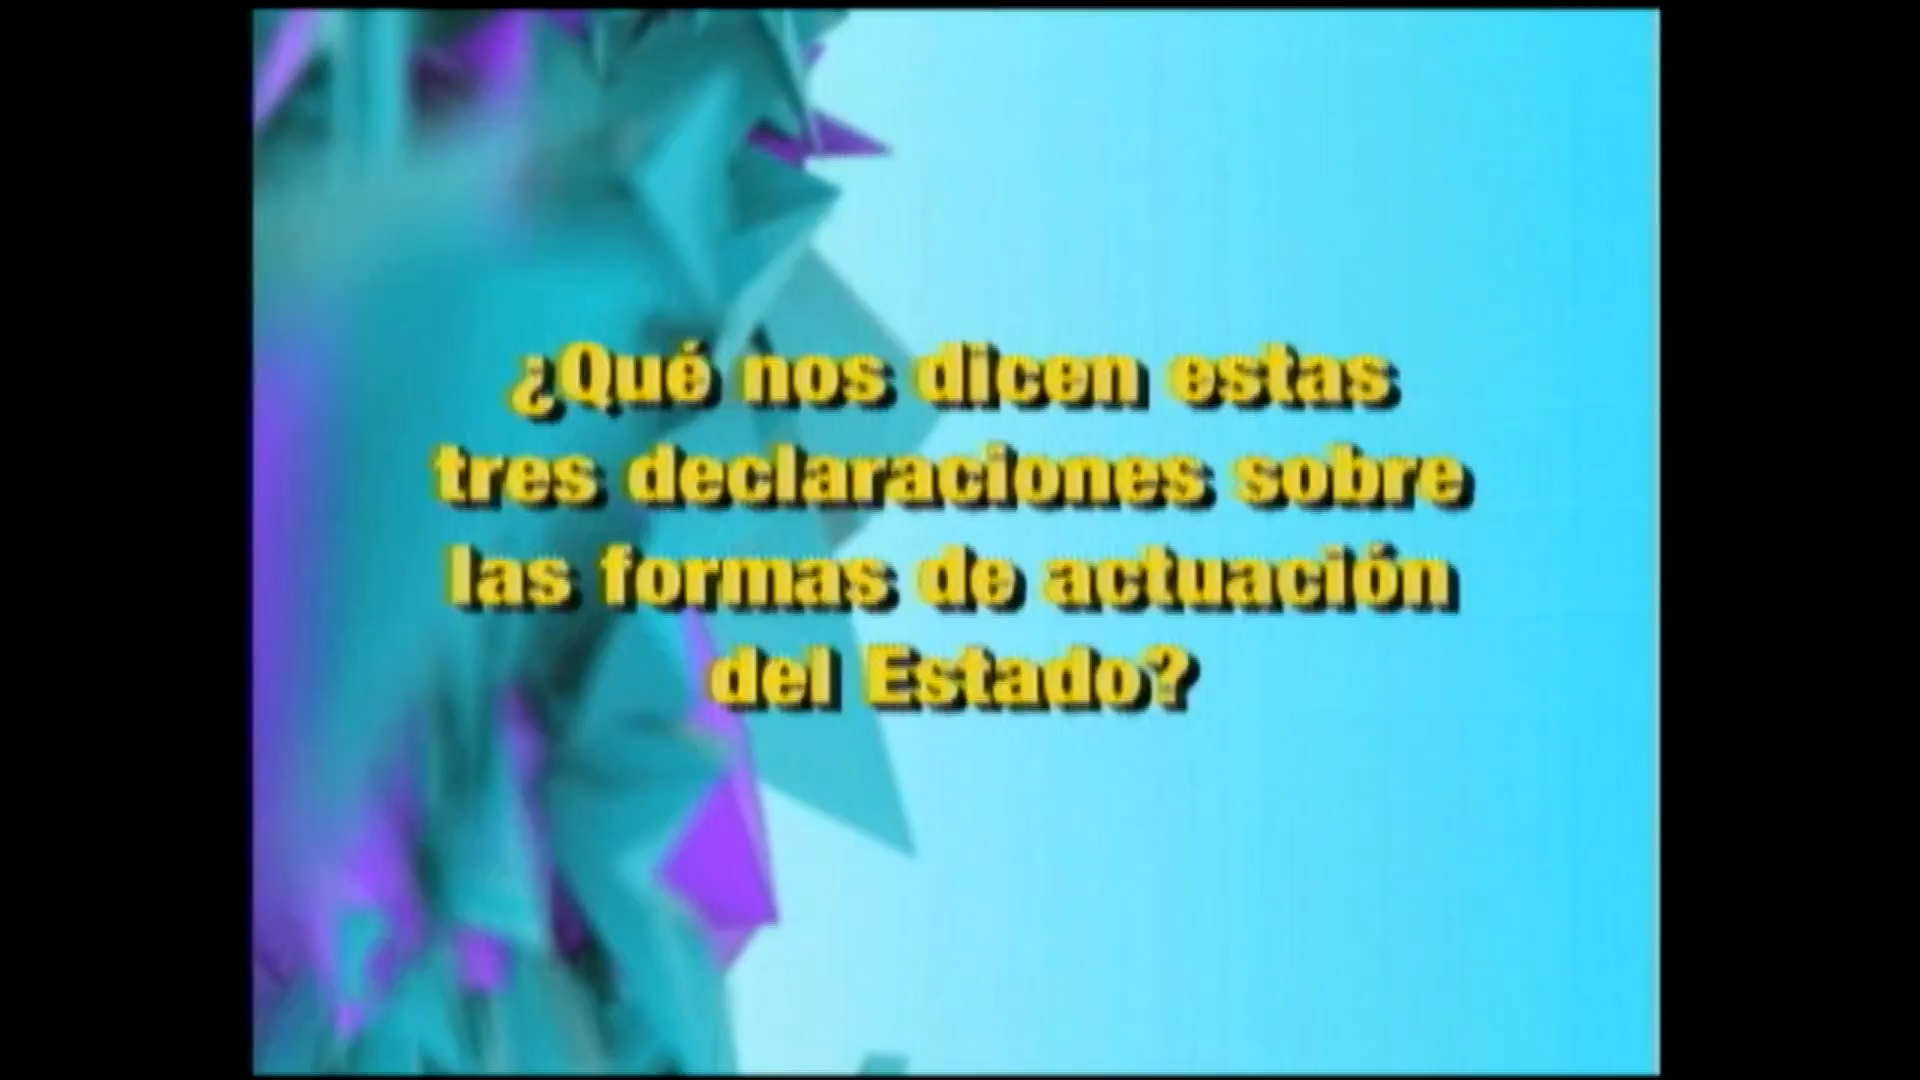 ¿Qué nos dicen estas
tres declaraciones sobre
las formas de actuación
del Estado?